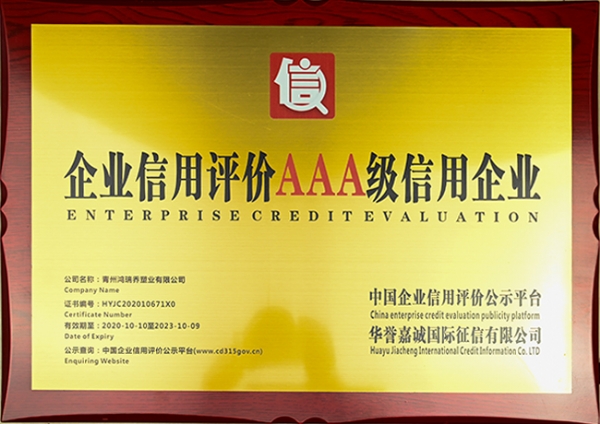 信
企业信用评价AAA级信用企业
ENTERPRISE CREDIT EVALUATION
公司名称：青州鸿瑞乔塑业有限公司
Company Name
证书编号：HYJC202010671X0
Certificate Number
有效期至：2020-10-10至2023-10-09
Date of Expiry
公示查询：中国企业信用评价公示平台(www.cd315gov.cn)
Enquiring Website
中国企业信用评价公示平台
China enterprise credit evaluation publicity platform
华誉嘉诚国际征信有限公司
Huayu Jiacheng International Credit Information Co. LTD